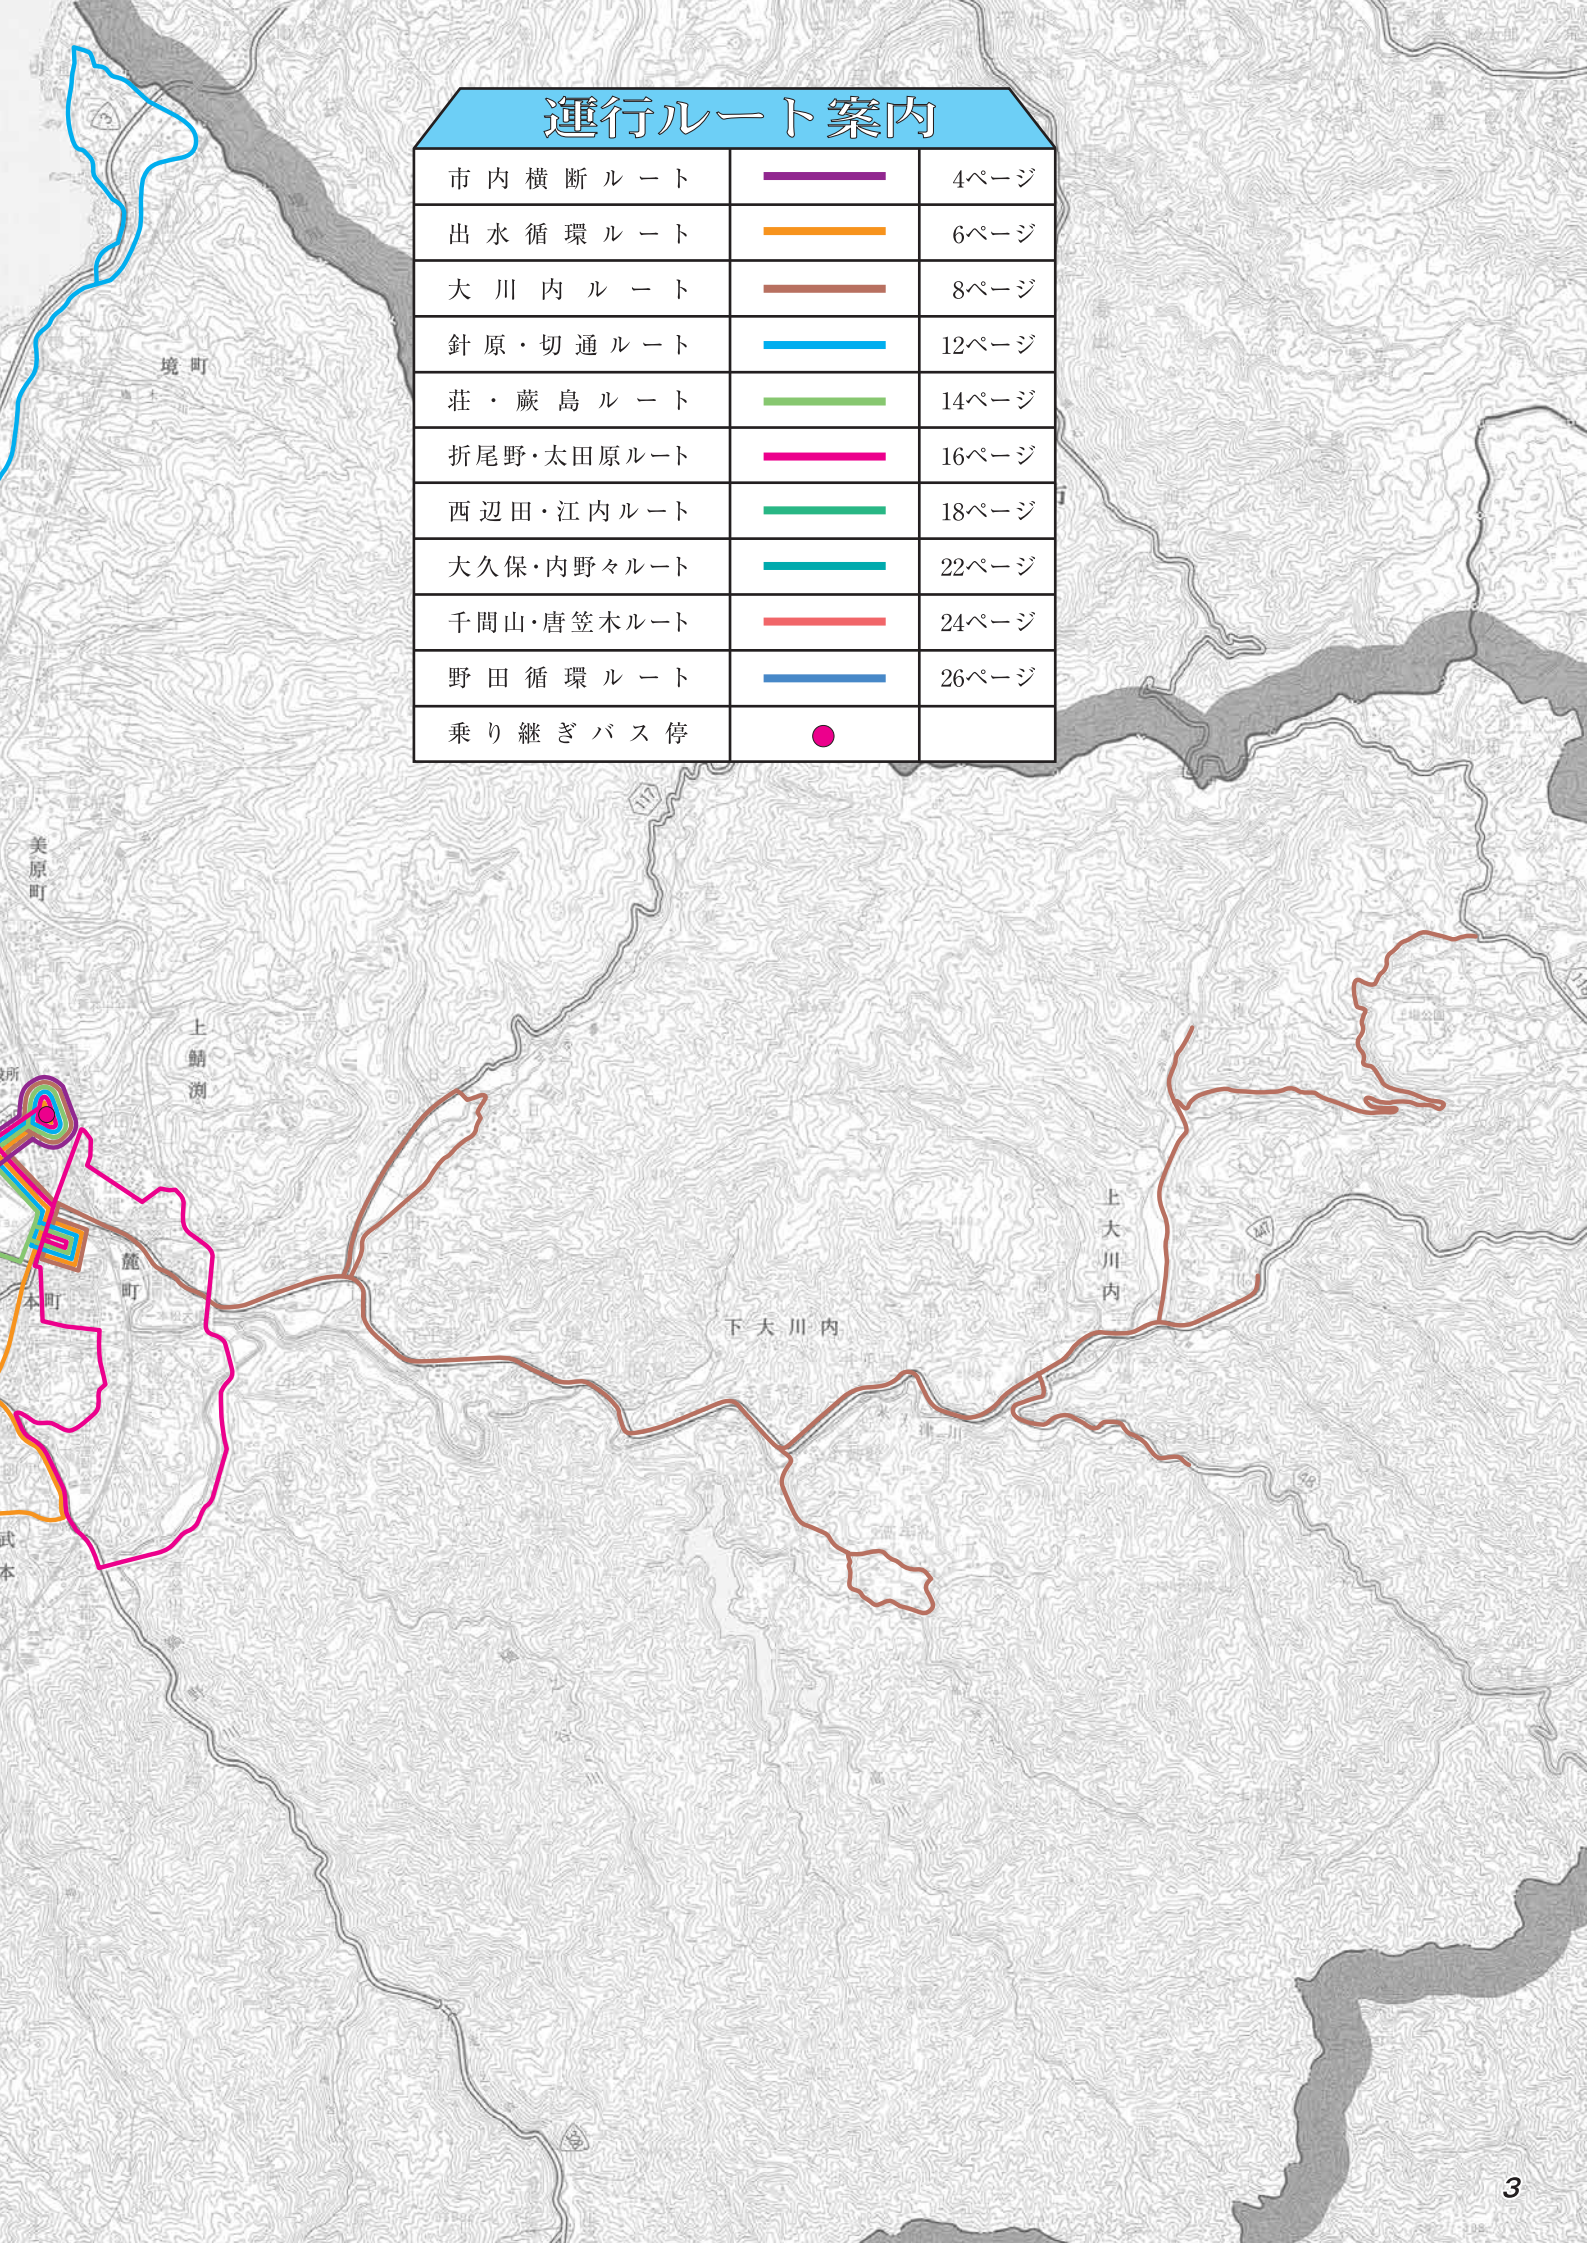 運行ルート案内
市内横断ルート 4ページ
出水循環ルート 6ページ
大川内ルート 8ページ
針原・切通ルート 12ページ
荘・蕨島ルート 14ページ
折尾野・太田原ルート 16ページ
西辺田・江内ルート 18ページ
大久保・内野々ルート 22ページ
千間山・唐笠木ルート 24ページ
野田循環ルート 26ページ
乗り継ぎバス停
3
境町
117
美原町
上鯖渕
麓町
本町
上大川内
447
下大川内
48
武本
3